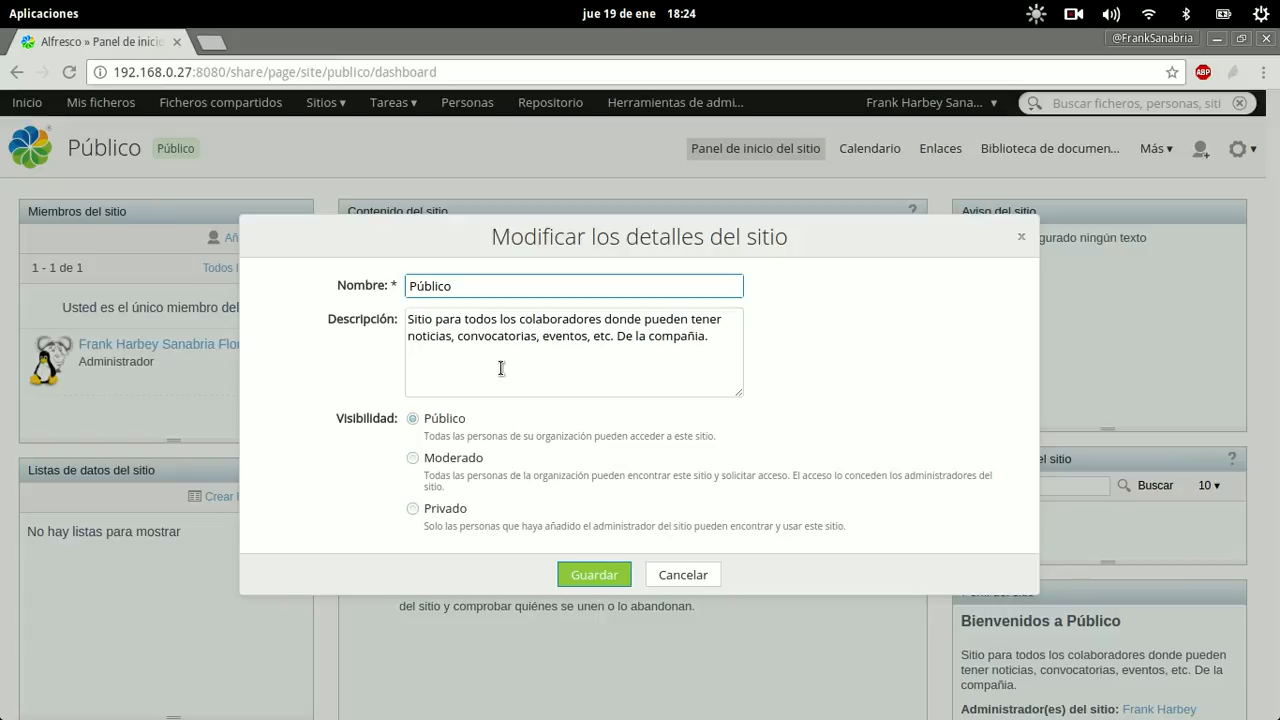 Aplicaciones
jue 19 de ene 18:24
Alfresco » Panel de inicio
@FrankSanabria
192.168.0.27:8080/share/page/site/publico/dashboard
ABP
Inicio Mis ficheros Ficheros compartidos Sitios Tareas Personas Repositorio Herramientas de admi... Frank Harbey Sana... Buscar ficheros, personas, siti
Público Público
Panel de inicio del sitio Calendario Enlaces Biblioteca de documen... Más
Miembros del sitio
Contenido del sitio ?
Aviso del sitio
Añ
1 - 1 de 1 Todos l
Usted es el único miembro del
Frank Harbey Sanabria Flor
Administrador
gurado ningún texto
Modificar los detalles del sitio x
Nombre: * Público
Descripción: Sitio para todos los colaboradores donde pueden tener
noticias, convocatorias, eventos, etc. De la compañia.
Visibilidad: Público
Todas las personas de su organización pueden acceder a este sitio.
Moderado
Todas las personas de la organización pueden encontrar este sitio y solicitar acceso. El acceso lo conceden los administradores del
sitio.
Privado
Solo las personas que haya añadido el administrador del sitio pueden encontrar y usar este sitio.
Guardar Cancelar
Listas de datos del sitio
Crear l
No hay listas para mostrar
el sitio ?
Buscar 10
del sitio y comprobar quiénes se unen o lo abandonan.
Bienvenidos a Público
Sitio para todos los colaboradores donde pueden
tener noticias, convocatorias, eventos, etc. De la
compañia.
Administrador(es) del sitio: Frank Harbey